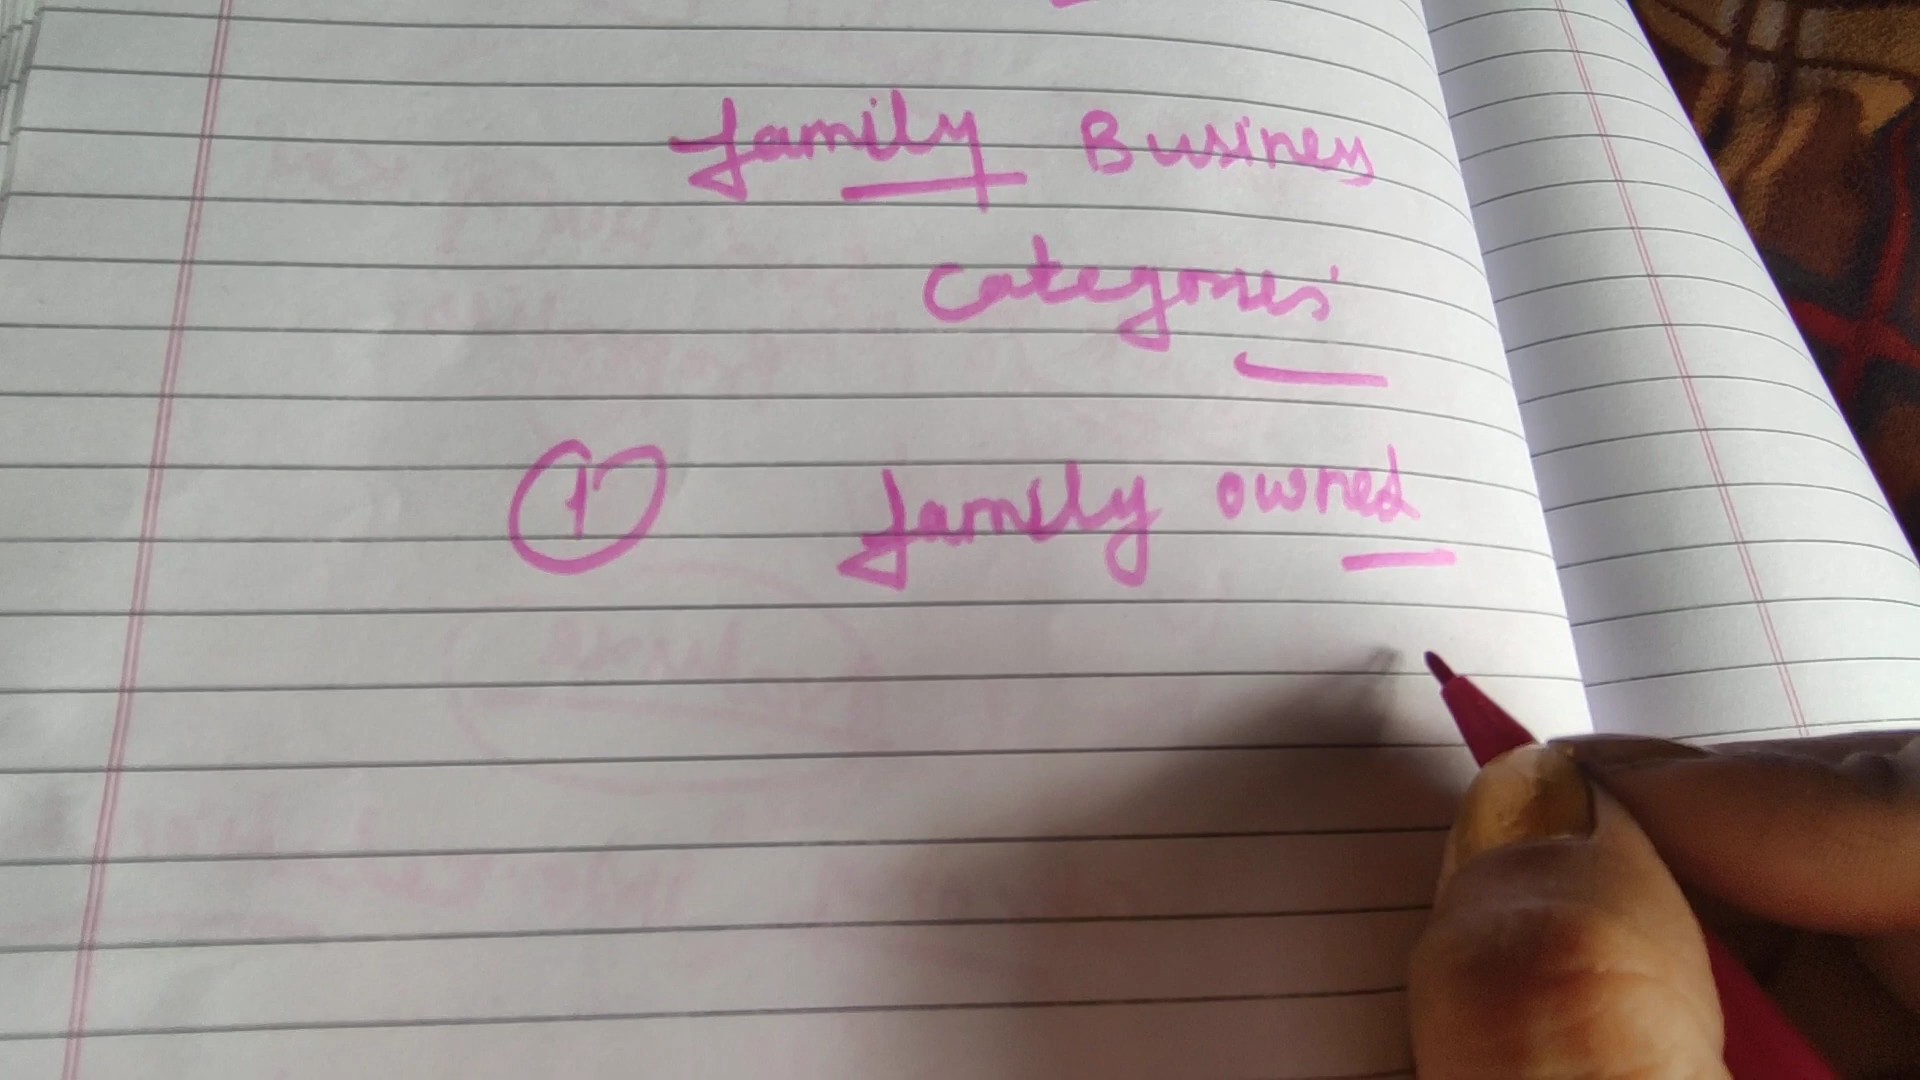 family Business
categories
① family owned